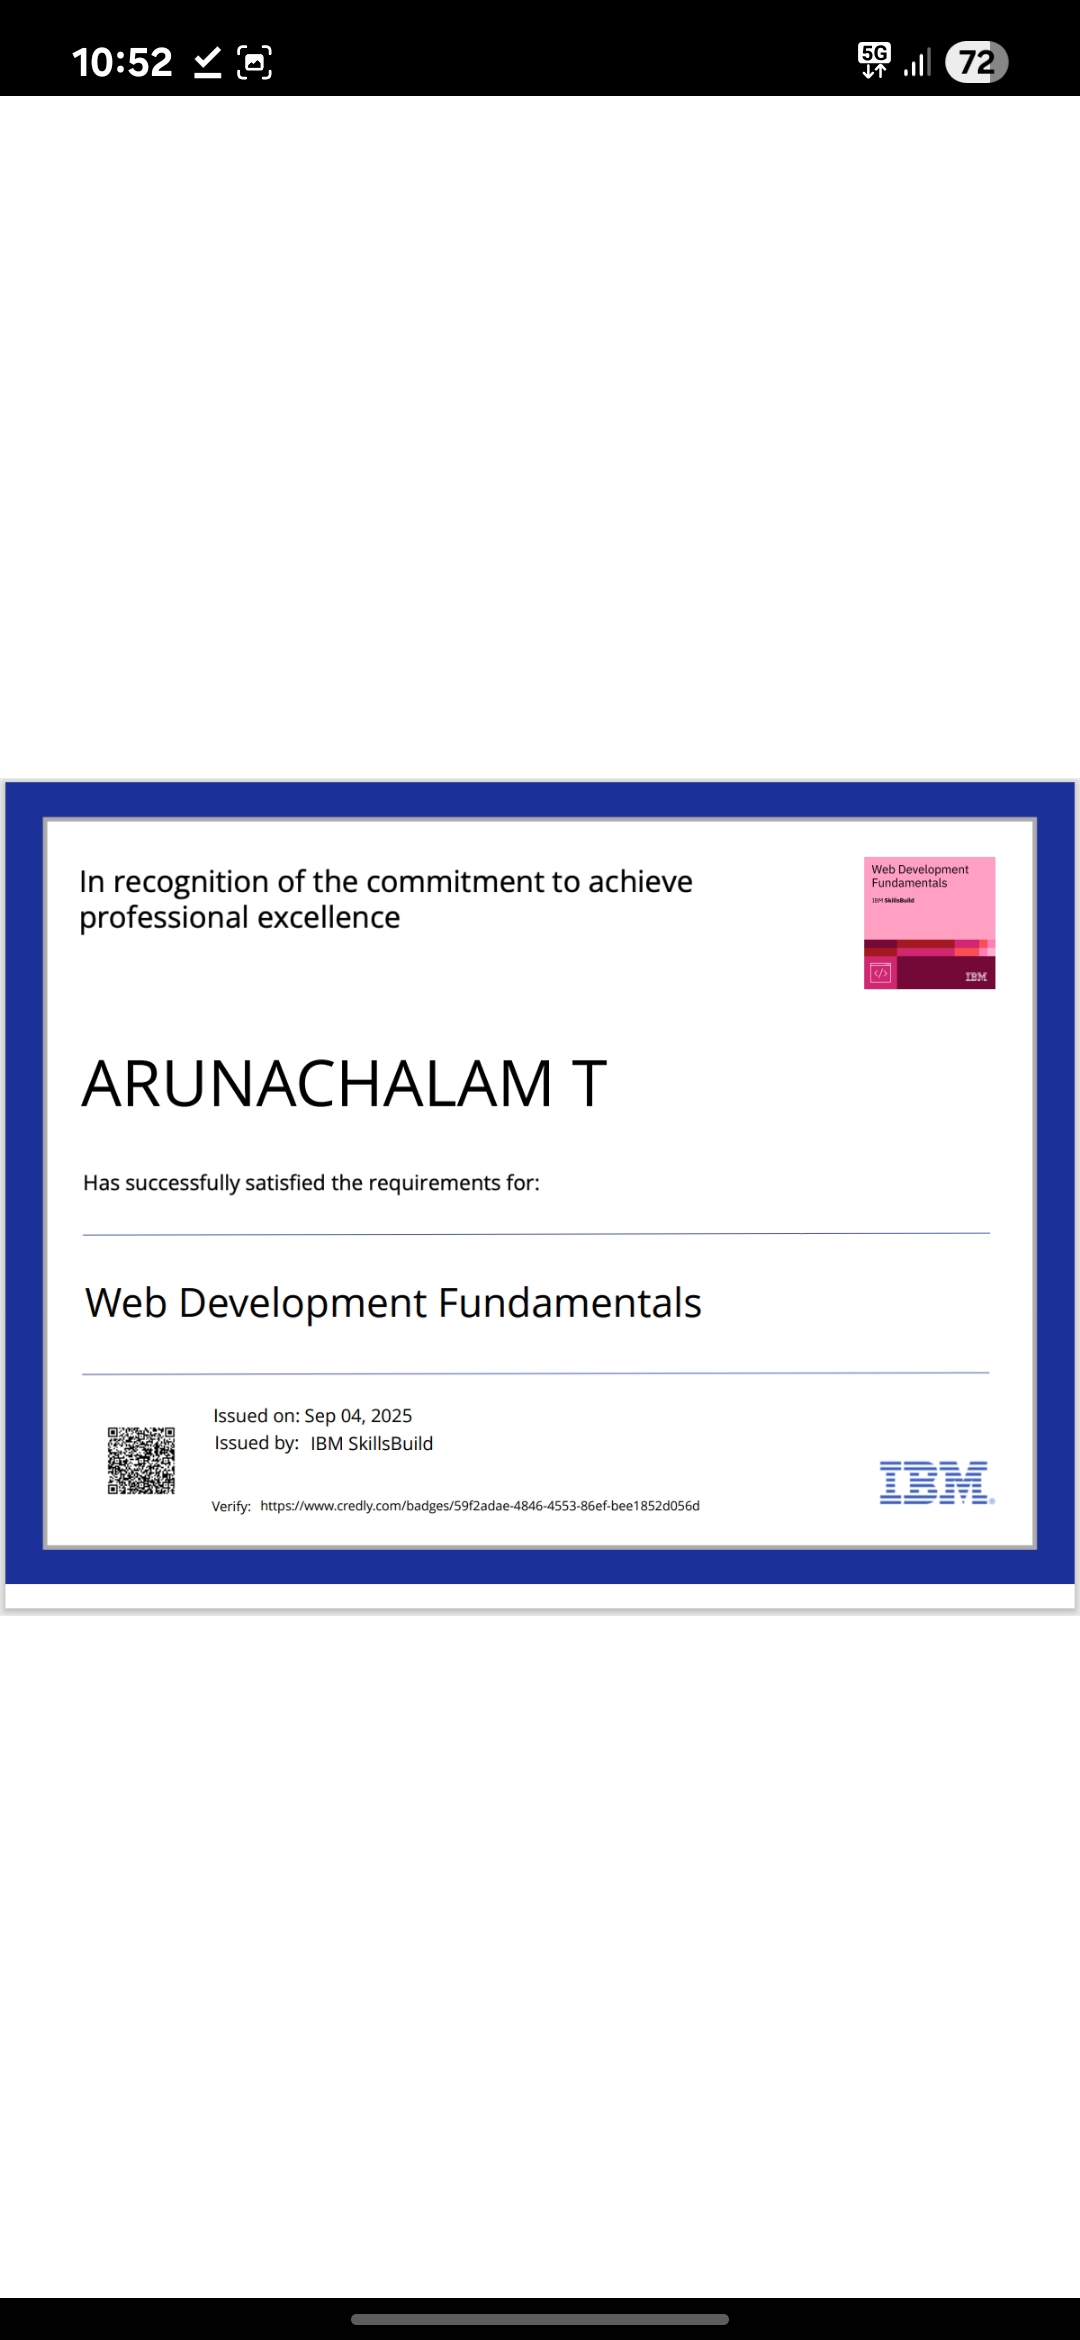 10:52
5G
72
In recognition of the commitment to achieve
professional excellence
Web Development
Fundamentals
IBM SkillsBuild
</>
IBM
ARUNACHALAM T
Has successfully satisfied the requirements for:
Web Development Fundamentals
Issued on: Sep 04, 2025
Issued by: IBM SkillsBuild
Verify: https://www.credly.com/badges/59f2adae-4846-4553-86ef-bee1852d056d
IBM